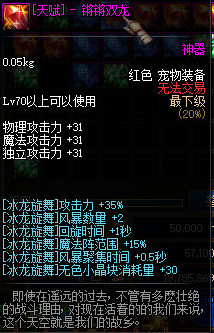 [天赋] - 锵锵双龙
神器
0.05kg
红色 宠物装备
无法交易
Lv70以上可以使用
最下级
(20%)
物理攻击力 +31
魔法攻击力 +31
独立攻击力 +31
[冰龙旋舞]攻击力 +35%
[冰龙旋舞]风暴数量 +2
[冰龙旋舞]回旋时间 +1秒
[冰龙旋舞]魔法阵范围 +15%
[冰龙旋舞]风暴聚集时间 +0.5秒
[冰龙旋舞]无色小晶块消耗量 +30
即使在遥远的过去，不管有多麽壮绝
的战斗理由，对现在活着的的我们来说，
这个天空就是我们的故乡。